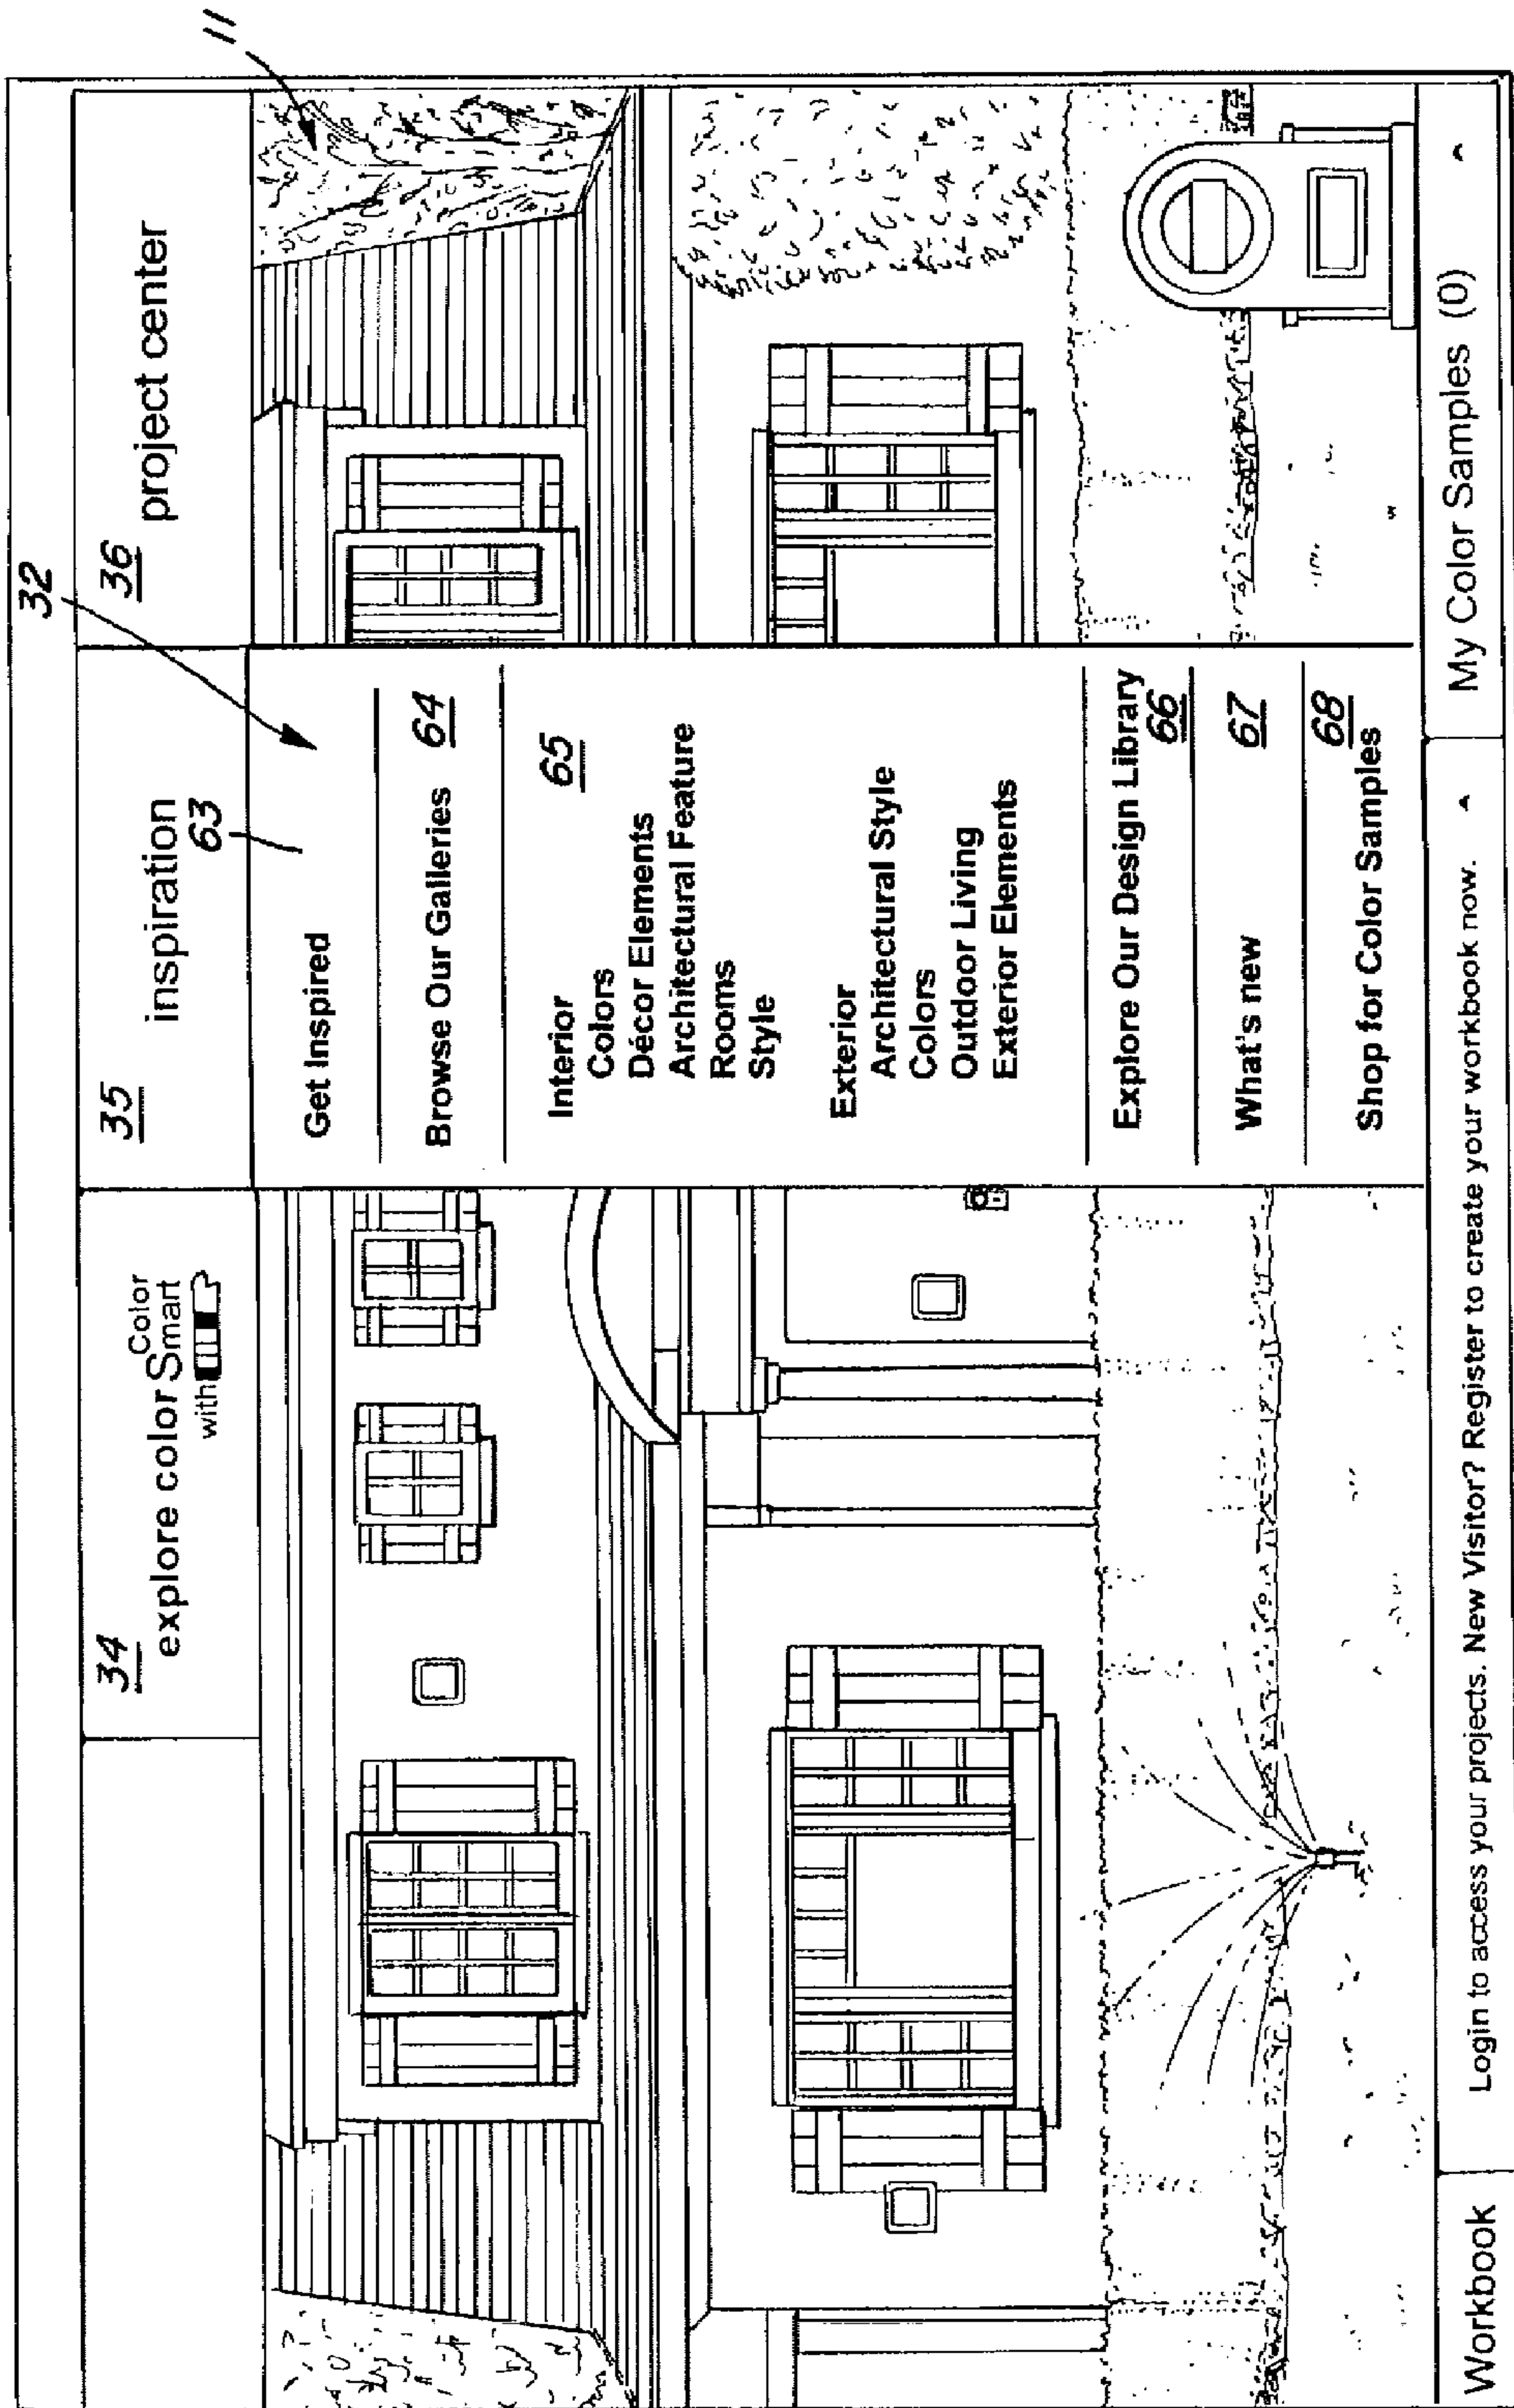 32
11
34
explore color
Color
Smart
with
35
inspiration
63
36
project center
Get Inspired
Browse Our Galleries 64
Interior 65
Colors
Décor Elements
Architectural Feature
Rooms
Style
Exterior
Architectural Style
Colors
Outdoor Living
Exterior Elements
Explore Our Design Library
66
What's new 67
68
Shop for Color Samples
Workbook Login to access your projects. New Visitor? Register to create your workbook now. My Color Samples (0)